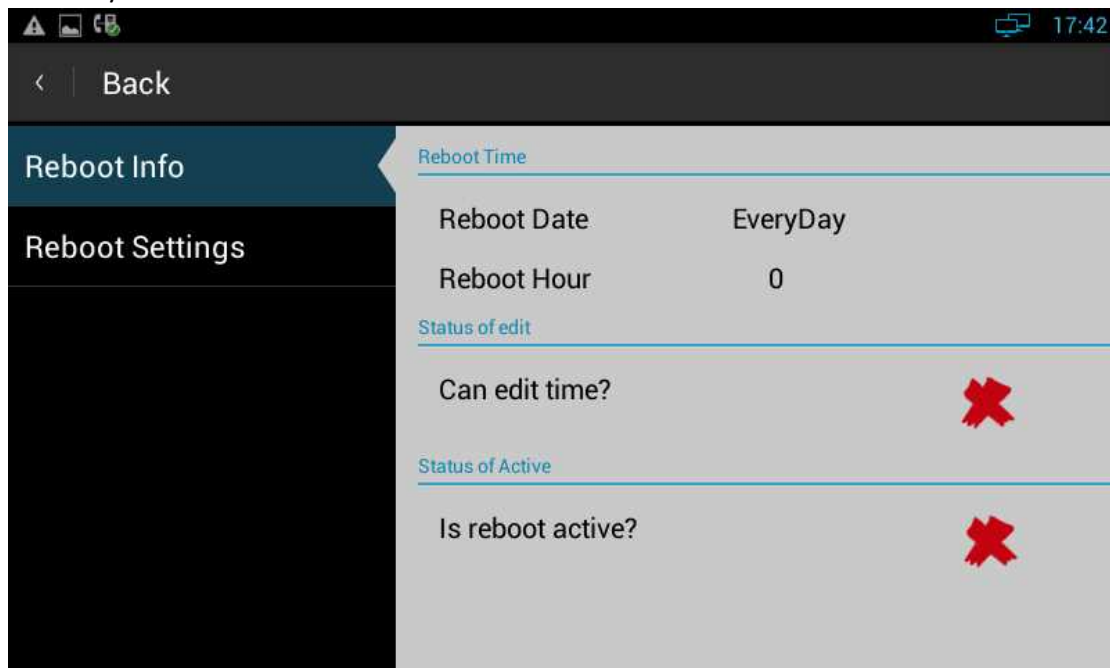 17:42
Back
Reboot Info
Reboot Settings
Reboot Time
Reboot Date EveryDay
Reboot Hour 0
Status of edit
Can edit time?
Status of Active
Is reboot active?